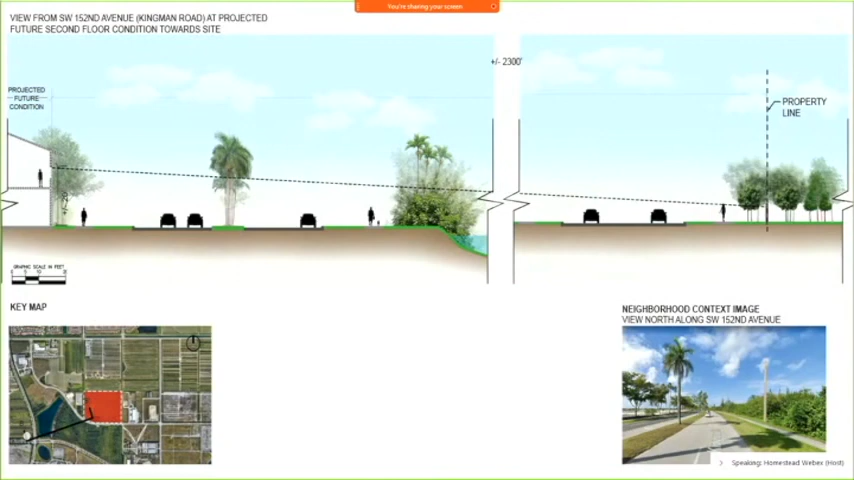 You're sharing your screen
VIEW FROM SW 152ND AVENUE (KINGMAN ROAD) AT PROJECTED
FUTURE SECOND FLOOR CONDITION TOWARDS SITE
+/- 2300'
PROJECTED
FUTURE
CONDITION
PROPERTY
LINE
GRAPHIC SCALE IN FEET
KEY MAP
NEIGHBORHOOD CONTEXT IMAGE
VIEW NORTH ALONG SW 152ND AVENUE
Speaking: Homestead Webex (Host)